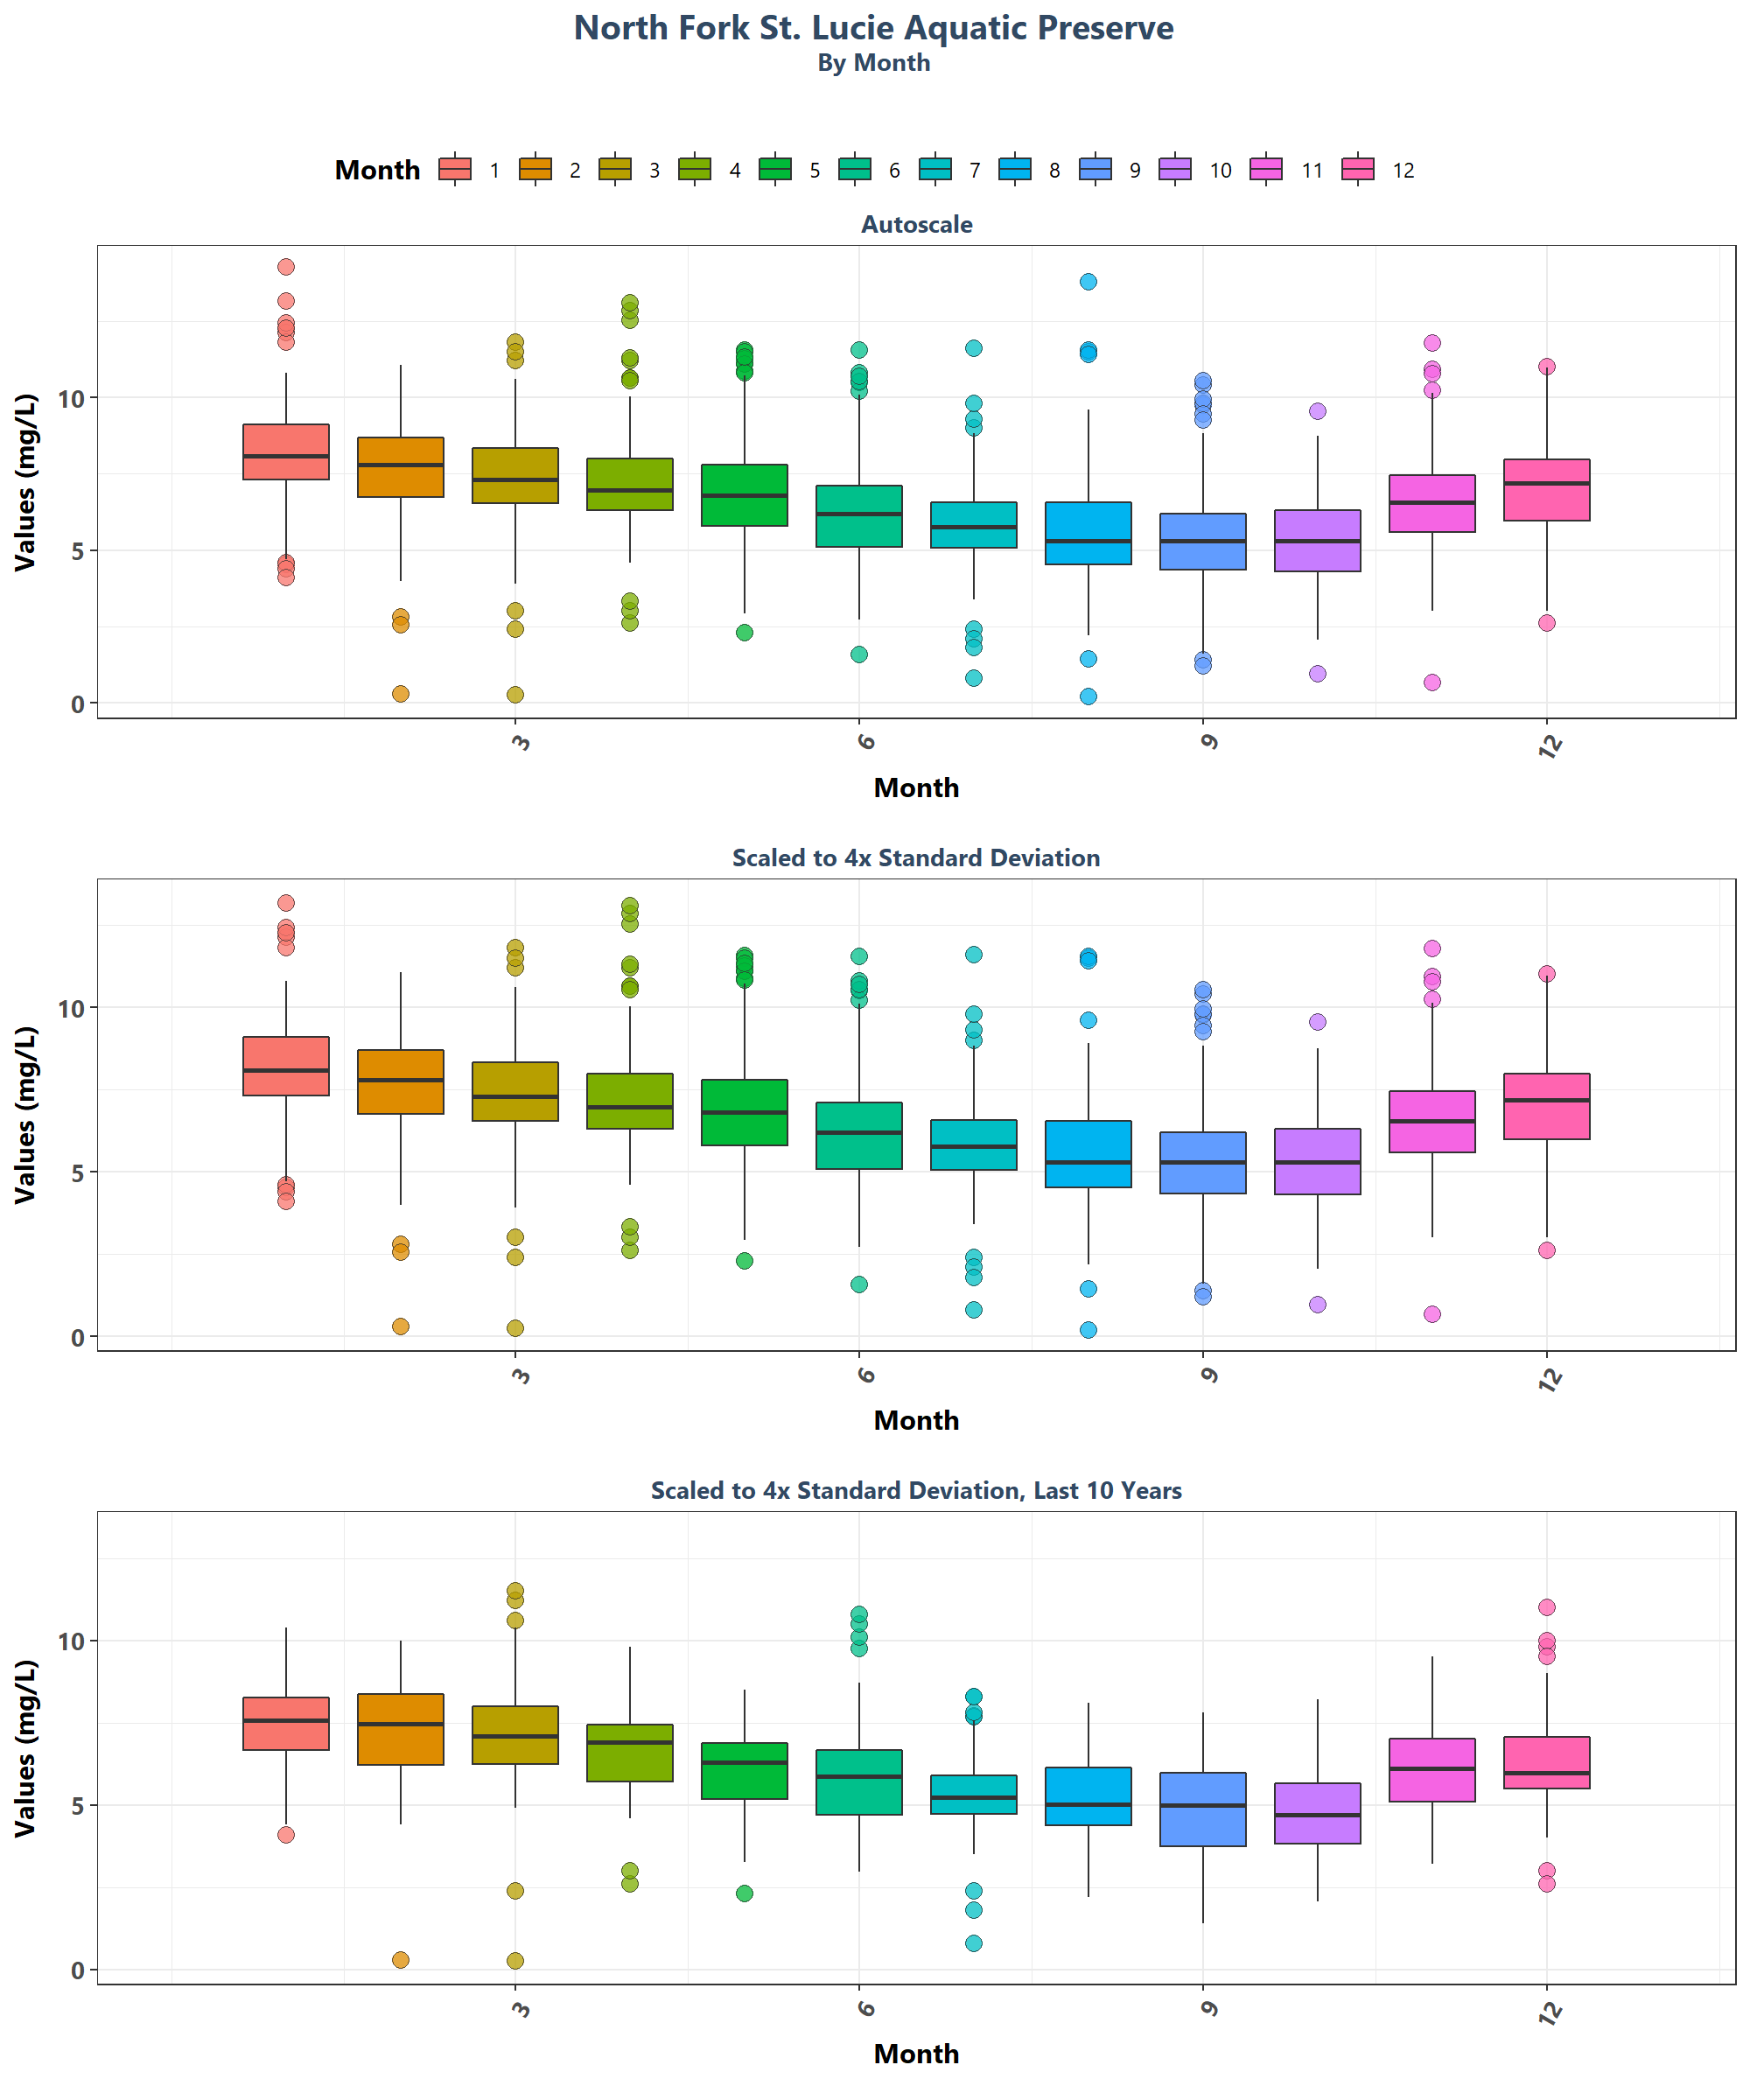 North Fork St. Lucie Aquatic Preserve
By Month
Month 1 2 3 4 5 6 7 8 9 10 11 12
Autoscale
Values (mg/L)
10
5
0
3 6 9 12
Month
Scaled to 4x Standard Deviation
Values (mg/L)
10
5
0
3 6 9 12
Month
Scaled to 4x Standard Deviation, Last 10 Years
Values (mg/L)
10
5
0
3 6 9 12
Month